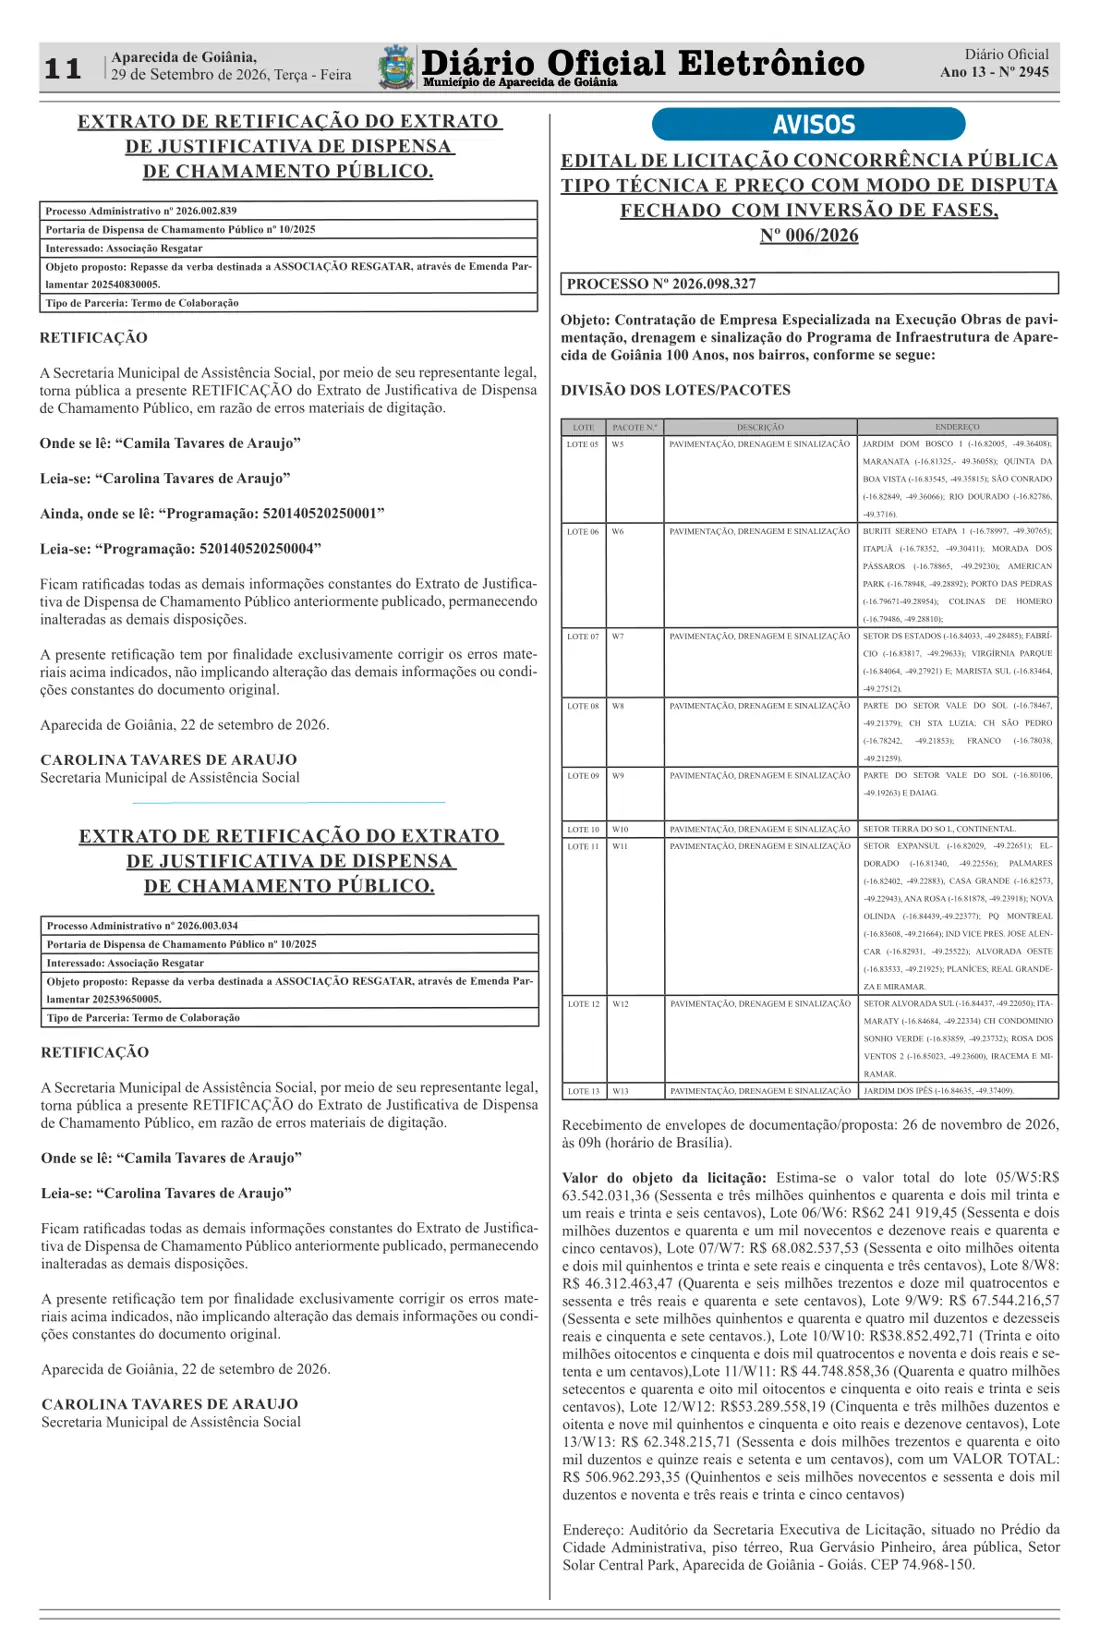 11
Aparecida de Goiânia,
29 de Setembro de 2026, Terça - Feira
Diário Oficial Eletrônico
Município de Aparecida de Goiânia
Diário Oficial
Ano 13 - Nº 2945
EXTRATO DE RETIFICAÇÃO DO EXTRATO
DE JUSTIFICATIVA DE DISPENSA
DE CHAMAMENTO PÚBLICO.
Processo Administrativo nº 2026.002.839
Portaria de Dispensa de Chamamento Público nº 10/2025
Interessado: Associação Resgatar
Objeto proposto: Repasse da verba destinada a ASSOCIAÇÃO RESGATAR, através de Emenda Par-
lamentar 202540830005.
Tipo de Parceria: Termo de Colaboração
RETIFICAÇÃO
A Secretaria Municipal de Assistência Social, por meio de seu representante legal,
torna pública a presente RETIFICAÇÃO do Extrato de Justificativa de Dispensa
de Chamamento Público, em razão de erros materiais de digitação.
Onde se lê: “Camila Tavares de Araujo”
Leia-se: “Carolina Tavares de Araujo”
Ainda, onde se lê: “Programação: 520140520250001”
Leia-se: “Programação: 520140520250004”
Ficam ratificadas todas as demais informações constantes do Extrato de Justifica-
tiva de Dispensa de Chamamento Público anteriormente publicado, permanecendo
inalteradas as demais disposições.
A presente retificação tem por finalidade exclusivamente corrigir os erros mate-
riais acima indicados, não implicando alteração das demais informações ou condi-
ções constantes do documento original.
Aparecida de Goiânia, 22 de setembro de 2026.
CAROLINA TAVARES DE ARAUJO
Secretaria Municipal de Assistência Social
EXTRATO DE RETIFICAÇÃO DO EXTRATO
DE JUSTIFICATIVA DE DISPENSA
DE CHAMAMENTO PÚBLICO.
Processo Administrativo nº 2026.003.034
Portaria de Dispensa de Chamamento Público nº 10/2025
Interessado: Associação Resgatar
Objeto proposto: Repasse da verba destinada a ASSOCIAÇÃO RESGATAR, através de Emenda Par-
lamentar 202539650005.
Tipo de Parceria: Termo de Colaboração
RETIFICAÇÃO
A Secretaria Municipal de Assistência Social, por meio de seu representante legal,
torna pública a presente RETIFICAÇÃO do Extrato de Justificativa de Dispensa
de Chamamento Público, em razão de erros materiais de digitação.
Onde se lê: “Camila Tavares de Araujo”
Leia-se: “Carolina Tavares de Araujo”
Ficam ratificadas todas as demais informações constantes do Extrato de Justifica-
tiva de Dispensa de Chamamento Público anteriormente publicado, permanecendo
inalteradas as demais disposições.
A presente retificação tem por finalidade exclusivamente corrigir os erros mate-
riais acima indicados, não implicando alteração das demais informações ou condi-
ções constantes do documento original.
Aparecida de Goiânia, 22 de setembro de 2026.
CAROLINA TAVARES DE ARAUJO
Secretaria Municipal de Assistência Social
AVISOS
EDITAL DE LICITAÇÃO CONCORRÊNCIA PÚBLICA
TIPO TÉCNICA E PREÇO COM MODO DE DISPUTA
FECHADO COM INVERSÃO DE FASES,
Nº 006/2026
PROCESSO Nº 2026.098.327
Objeto: Contratação de Empresa Especializada na Execução Obras de pavi-
mentação, drenagem e sinalização do Programa de Infraestrutura de Apare-
cida de Goiânia 100 Anos, nos bairros, conforme se segue:
DIVISÃO DOS LOTES/PACOTES
LOTE PACOTE N.º DESCRIÇÃO ENDEREÇO
LOTE 05 W5 PAVIMENTAÇÃO, DRENAGEM E SINALIZAÇÃO JARDIM DOM BOSCO 1 (-16.82005, -49.36408);
MARANATA (-16.81325,- 49.36058); QUINTA DA
BOA VISTA (-16.83545, -49.35815); SÃO CONRADO
(-16.82849, -49.36066); RIO DOURADO (-16.82786,
-49.3716).
LOTE 06 W6 PAVIMENTAÇÃO, DRENAGEM E SINALIZAÇÃO BURITI SERENO ETAPA 1 (-16.78997, -49.30765);
ITAPUÃ (-16.78352, -49.30411); MORADA DOS
PÁSSAROS (-16.78865, -49.29230); AMERICAN
PARK (-16.78948, -49.28892); PORTO DAS PEDRAS
(-16.79671-49.28954); COLINAS DE HOMERO
(-16.79486, -49.28810);
LOTE 07 W7 PAVIMENTAÇÃO, DRENAGEM E SINALIZAÇÃO SETOR DS ESTADOS (-16.84033, -49.28485); FABRÍ-
CIO (-16.83817, -49.29633); VIRGÍRNIA PARQUE
(-16.84064, -49.27921) E; MARISTA SUL (-16.83464,
-49.27512).
LOTE 08 W8 PAVIMENTAÇÃO, DRENAGEM E SINALIZAÇÃO PARTE DO SETOR VALE DO SOL (-16.78467,
-49.21379); CH STA LUZIA; CH SÃO PEDRO
(-16.78242, -49.21853); FRANCO (-16.78038,
-49.21259).
LOTE 09 W9 PAVIMENTAÇÃO, DRENAGEM E SINALIZAÇÃO PARTE DO SETOR VALE DO SOL (-16.80106,
-49.19263) E DAIAG.
LOTE 10 W10 PAVIMENTAÇÃO, DRENAGEM E SINALIZAÇÃO SETOR TERRA DO SO L, CONTINENTAL.
LOTE 11 W11 PAVIMENTAÇÃO, DRENAGEM E SINALIZAÇÃO SETOR EXPANSUL (-16.82029, -49.22651); EL-
DORADO (-16.81340, -49.22556); PALMARES
(-16.82402, -49.22883), CASA GRANDE (-16.82573,
-49.22943), ANA ROSA (-16.81878, -49.23918); NOVA
OLINDA (-16.84439,-49.22377); PQ MONTREAL
(-16.83608, -49.21664); IND VICE PRES. JOSE ALEN-
CAR (-16.82931, -49.25522); ALVORADA OESTE
(-16.83533, -49.21925); PLANÍCES; REAL GRANDE-
ZA E MIRAMAR.
LOTE 12 W12 PAVIMENTAÇÃO, DRENAGEM E SINALIZAÇÃO SETOR ALVORADA SUL (-16.84437, -49.22050); ITA-
MARATY (-16.84684, -49.22334) CH CONDOMINIO
SONHO VERDE (-16.83859, -49.23732); ROSA DOS
VENTOS 2 (-16.85023, -49.23600), IRACEMA E MI-
RAMAR.
LOTE 13 W13 PAVIMENTAÇÃO, DRENAGEM E SINALIZAÇÃO JARDIM DOS IPÊS (-16.84635, -49.37409).
Recebimento de envelopes de documentação/proposta: 26 de novembro de 2026,
às 09h (horário de Brasília).
Valor do objeto da licitação: Estima-se o valor total do lote 05/W5:R$
63.542.031,36 (Sessenta e três milhões quinhentos e quarenta e dois mil trinta e
um reais e trinta e seis centavos), Lote 06/W6: R$62 241 919,45 (Sessenta e dois
milhões duzentos e quarenta e um mil novecentos e dezenove reais e quarenta e
cinco centavos), Lote 07/W7: R$ 68.082.537,53 (Sessenta e oito milhões oitenta
e dois mil quinhentos e trinta e sete reais e cinquenta e três centavos), Lote 8/W8:
R$ 46.312.463,47 (Quarenta e seis milhões trezentos e doze mil quatrocentos e
sessenta e três reais e quarenta e sete centavos), Lote 9/W9: R$ 67.544.216,57
(Sessenta e sete milhões quinhentos e quarenta e quatro mil duzentos e dezesseis
reais e cinquenta e sete centavos.), Lote 10/W10: R$38.852.492,71 (Trinta e oito
milhões oitocentos e cinquenta e dois mil quatrocentos e noventa e dois reais e se-
tenta e um centavos),Lote 11/W11: R$ 44.748.858,36 (Quarenta e quatro milhões
setecentos e quarenta e oito mil oitocentos e cinquenta e oito reais e trinta e seis
centavos), Lote 12/W12: R$53.289.558,19 (Cinquenta e três milhões duzentos e
oitenta e nove mil quinhentos e cinquenta e oito reais e dezenove centavos), Lote
13/W13: R$ 62.348.215,71 (Sessenta e dois milhões trezentos e quarenta e oito
mil duzentos e quinze reais e setenta e um centavos), com um VALOR TOTAL:
R$ 506.962.293,35 (Quinhentos e seis milhões novecentos e sessenta e dois mil
duzentos e noventa e três reais e trinta e cinco centavos)
Endereço: Auditório da Secretaria Executiva de Licitação, situado no Prédio da
Cidade Administrativa, piso térreo, Rua Gervásio Pinheiro, área pública, Setor
Solar Central Park, Aparecida de Goiânia - Goiás. CEP 74.968-150.